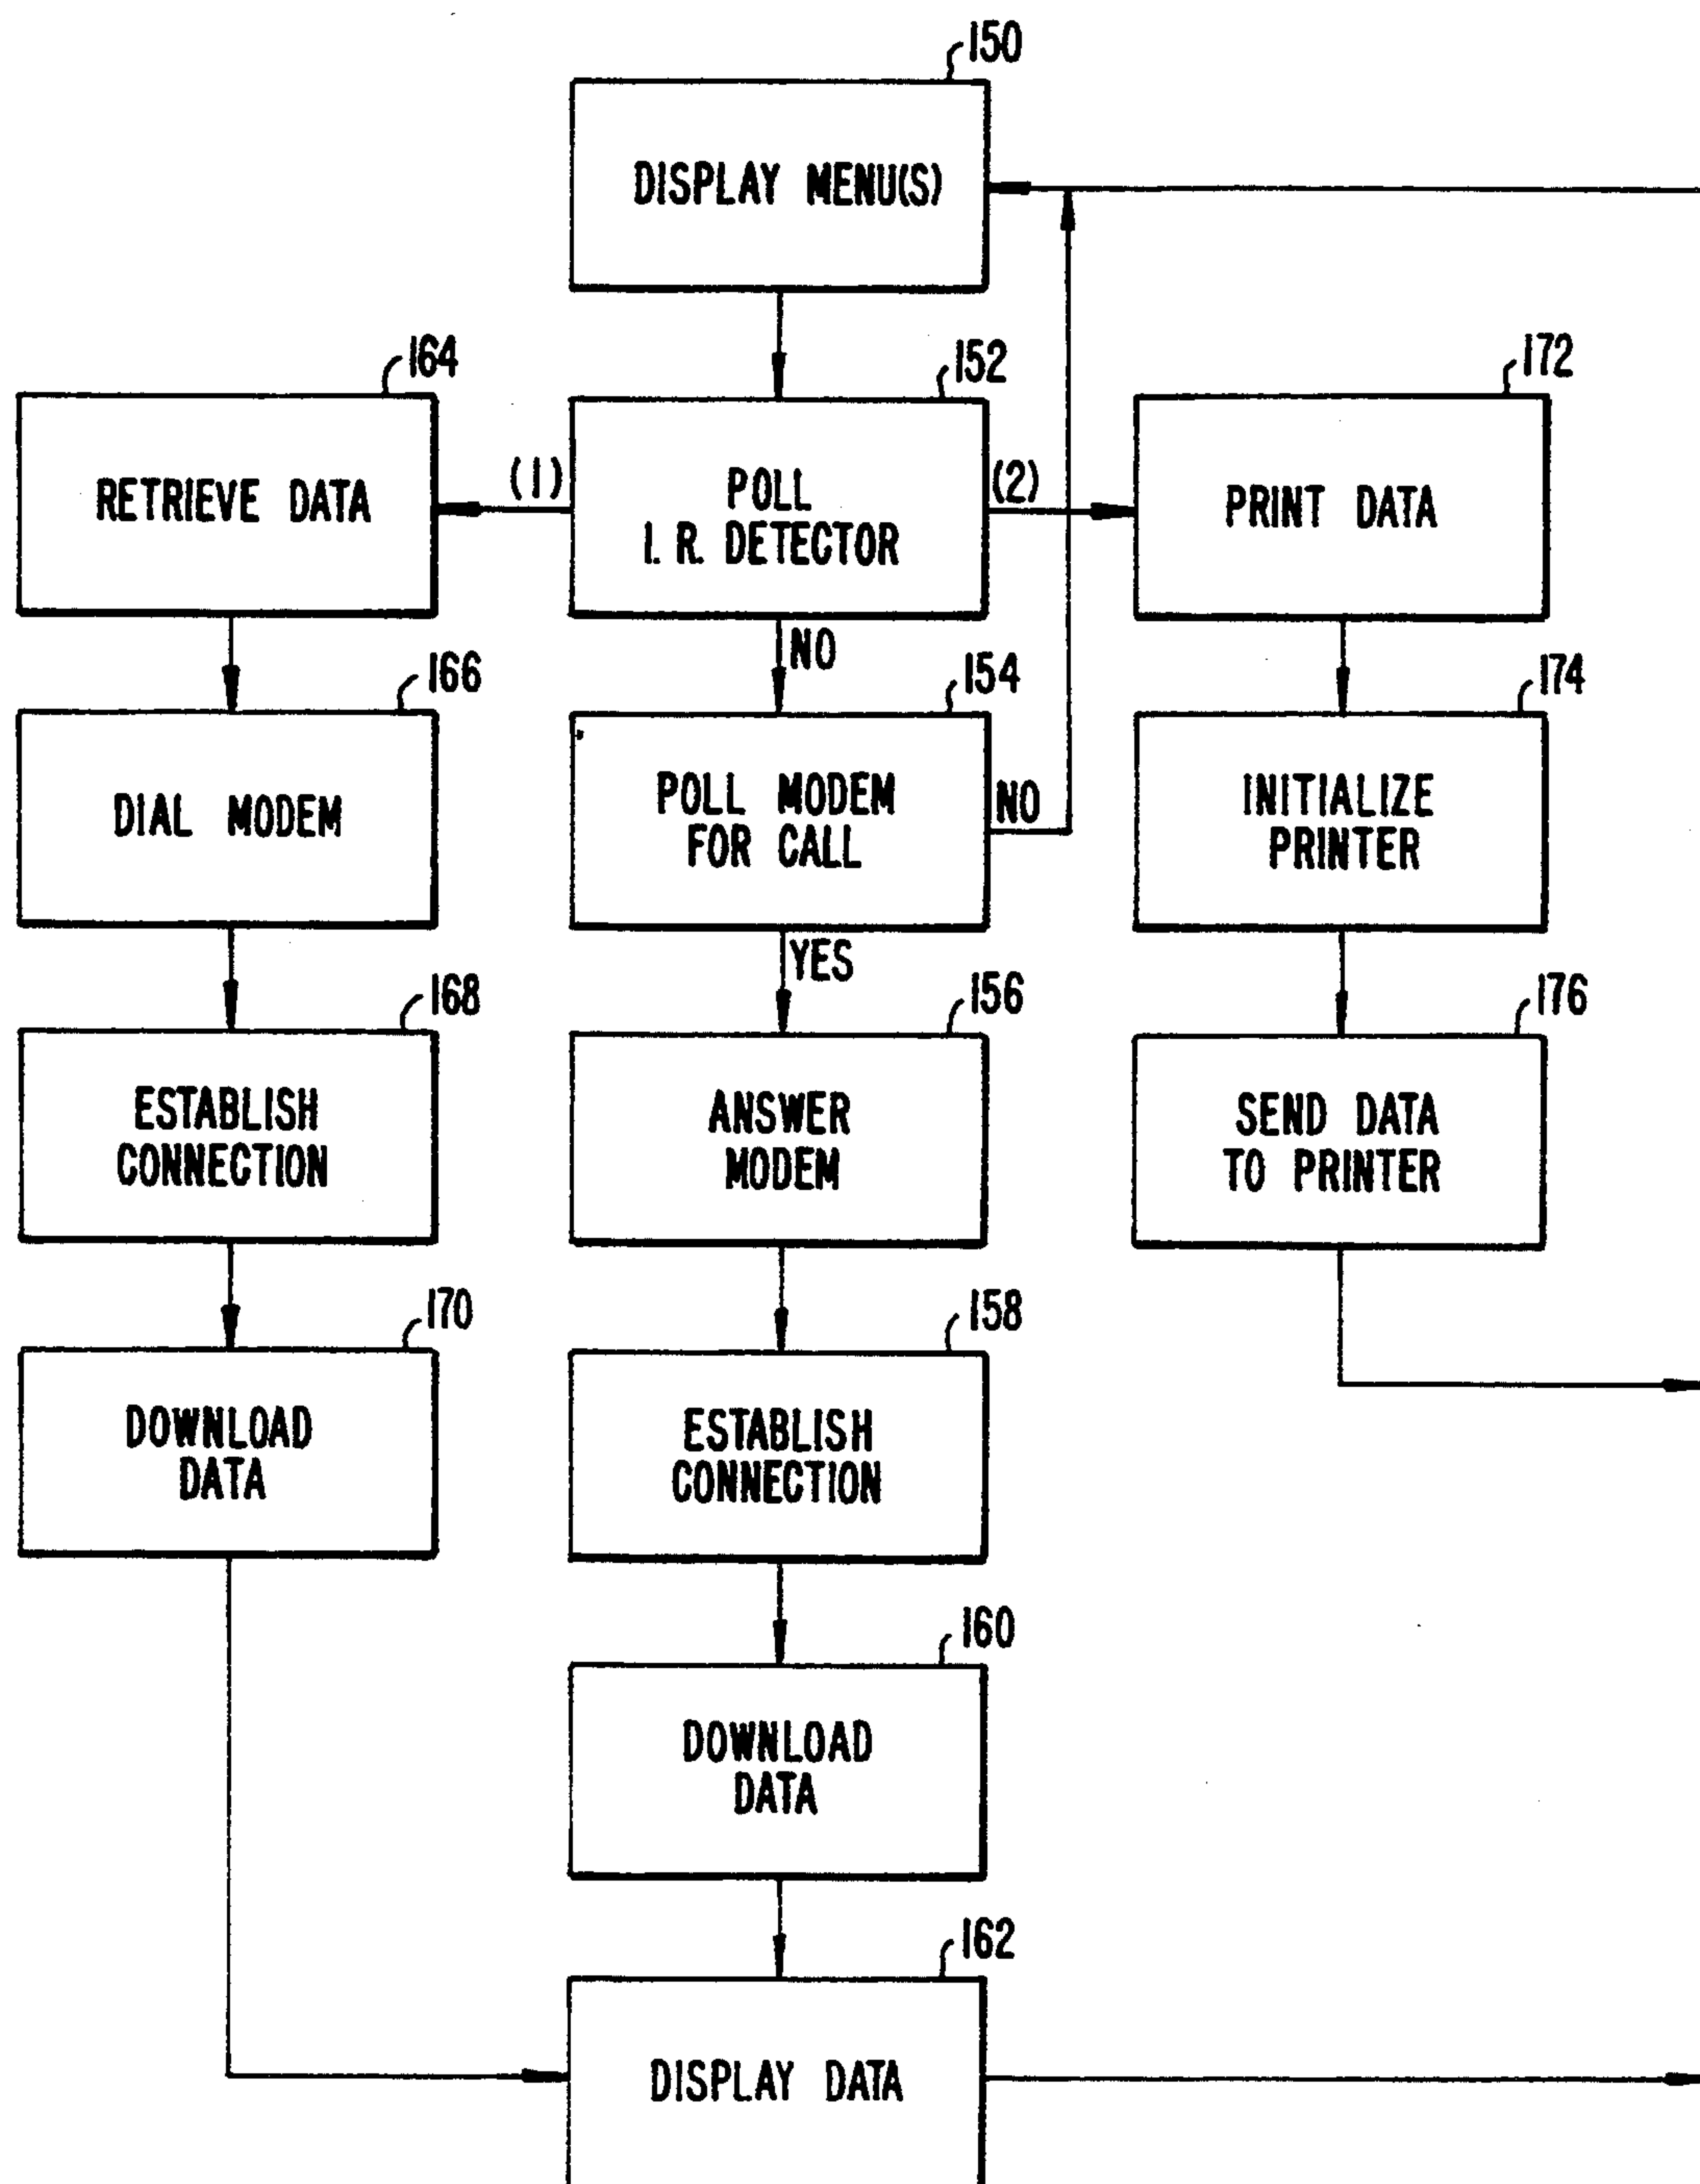 150
DISPLAY MENU(S)
164
152
172
RETRIEVE DATA
(1)
POLL
I. R. DETECTOR
(2)
PRINT DATA
NO
166
154
174
DIAL MODEM
POLL MODEM
FOR CALL
NO
INITIALIZE
PRINTER
YES
168
156
176
ESTABLISH
CONNECTION
ANSWER
MODEM
SEND DATA
TO PRINTER
170
158
DOWNLOAD
DATA
ESTABLISH
CONNECTION
160
DOWNLOAD
DATA
162
DISPLAY DATA